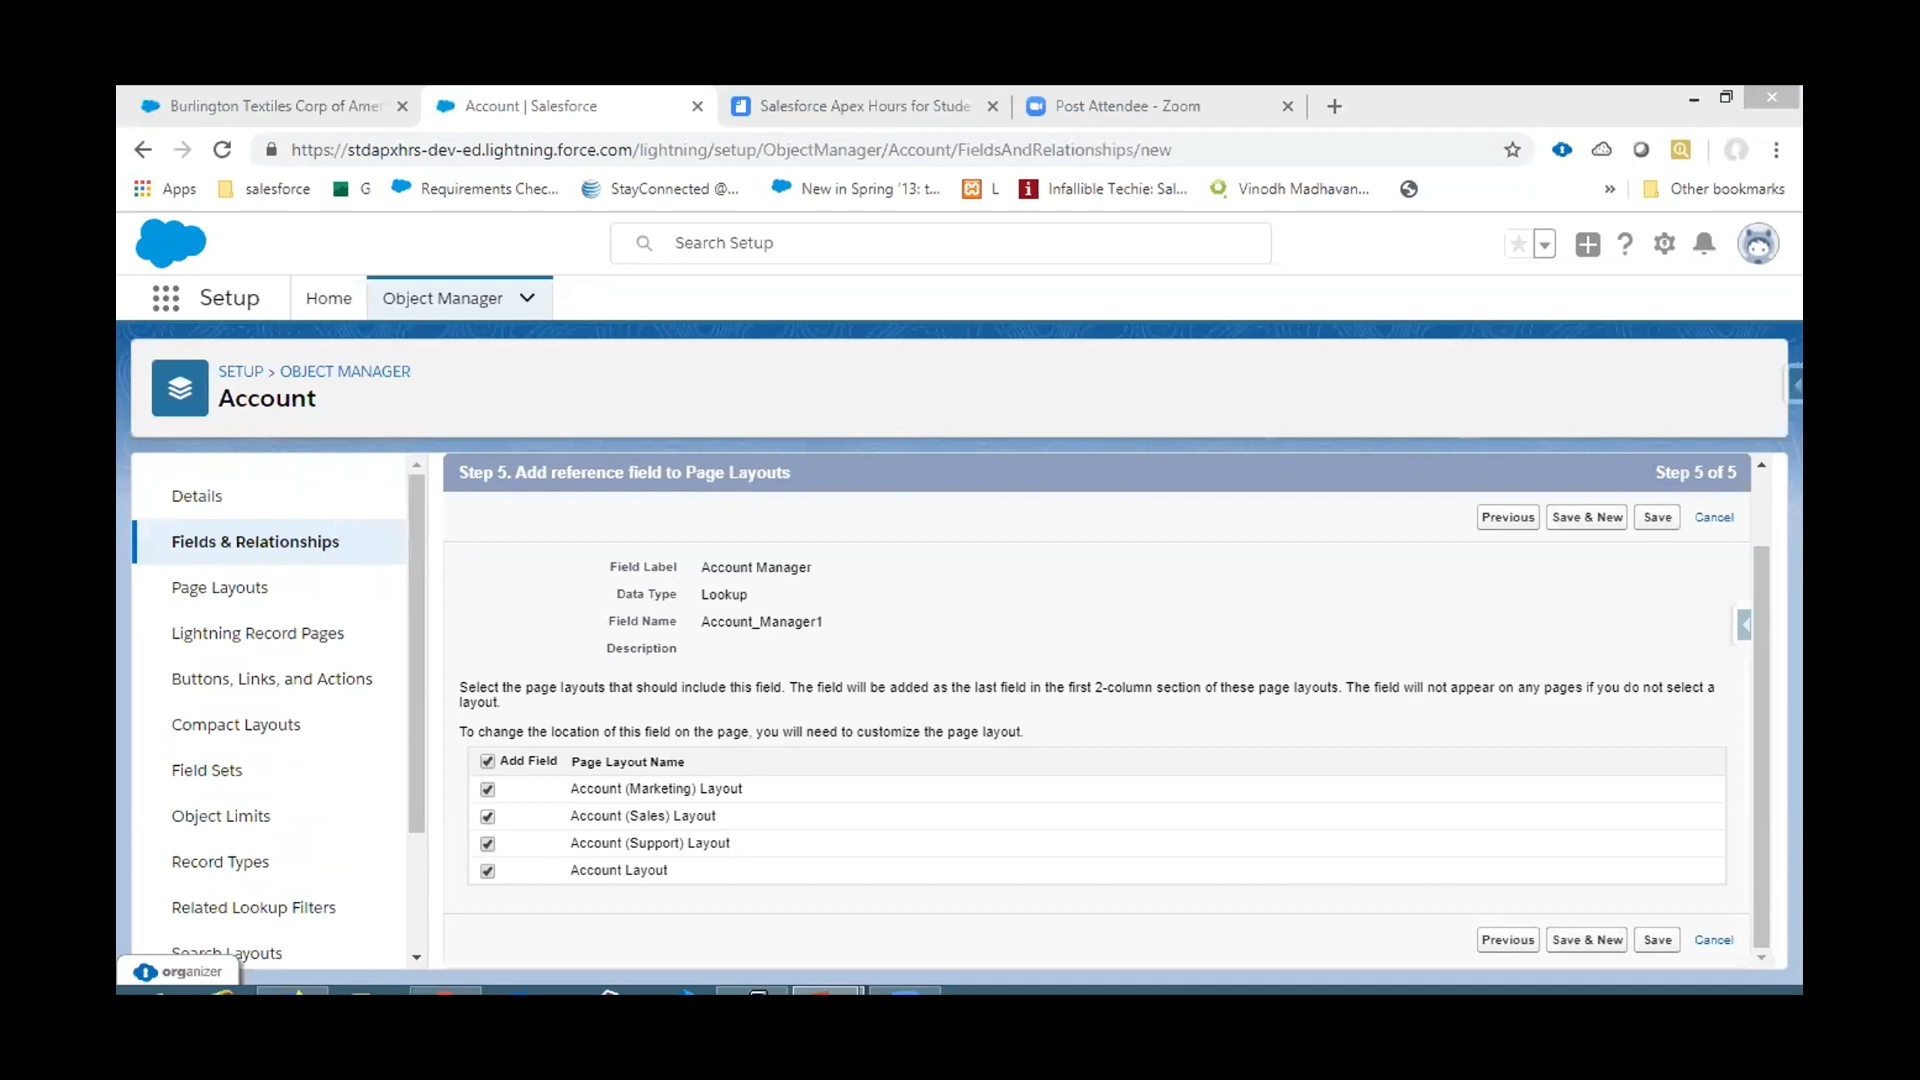 Burlington Textiles Corp of Amer
Account | Salesforce
Salesforce Apex Hours for Stude
Post Attendee - Zoom
https://stdapxhrs-dev-ed.lightning.force.com/lightning/setup/ObjectManager/Account/FieldsAndRelationships/new
Apps
salesforce
G
Requirements Chec...
StayConnected @...
New in Spring '13: t...
L
Infallible Techie: Sal...
Vinodh Madhavan...
»
Other bookmarks
Search Setup
Setup
Home
Object Manager
SETUP > OBJECT MANAGER
Account
Details
Fields & Relationships
Page Layouts
Lightning Record Pages
Buttons, Links, and Actions
Compact Layouts
Field Sets
Object Limits
Record Types
Related Lookup Filters
Search Layouts
organizer
Step 5. Add reference field to Page Layouts
Step 5 of 5
Previous
Save & New
Save
Cancel
Field Label Account Manager
Data Type Lookup
Field Name Account_Manager1
Description
Select the page layouts that should include this field. The field will be added as the last field in the first 2-column section of these page layouts. The field will not appear on any pages if you do not select a
layout.
To change the location of this field on the page, you will need to customize the page layout.
Add Field Page Layout Name
Account (Marketing) Layout
Account (Sales) Layout
Account (Support) Layout
Account Layout
Previous
Save & New
Save
Cancel